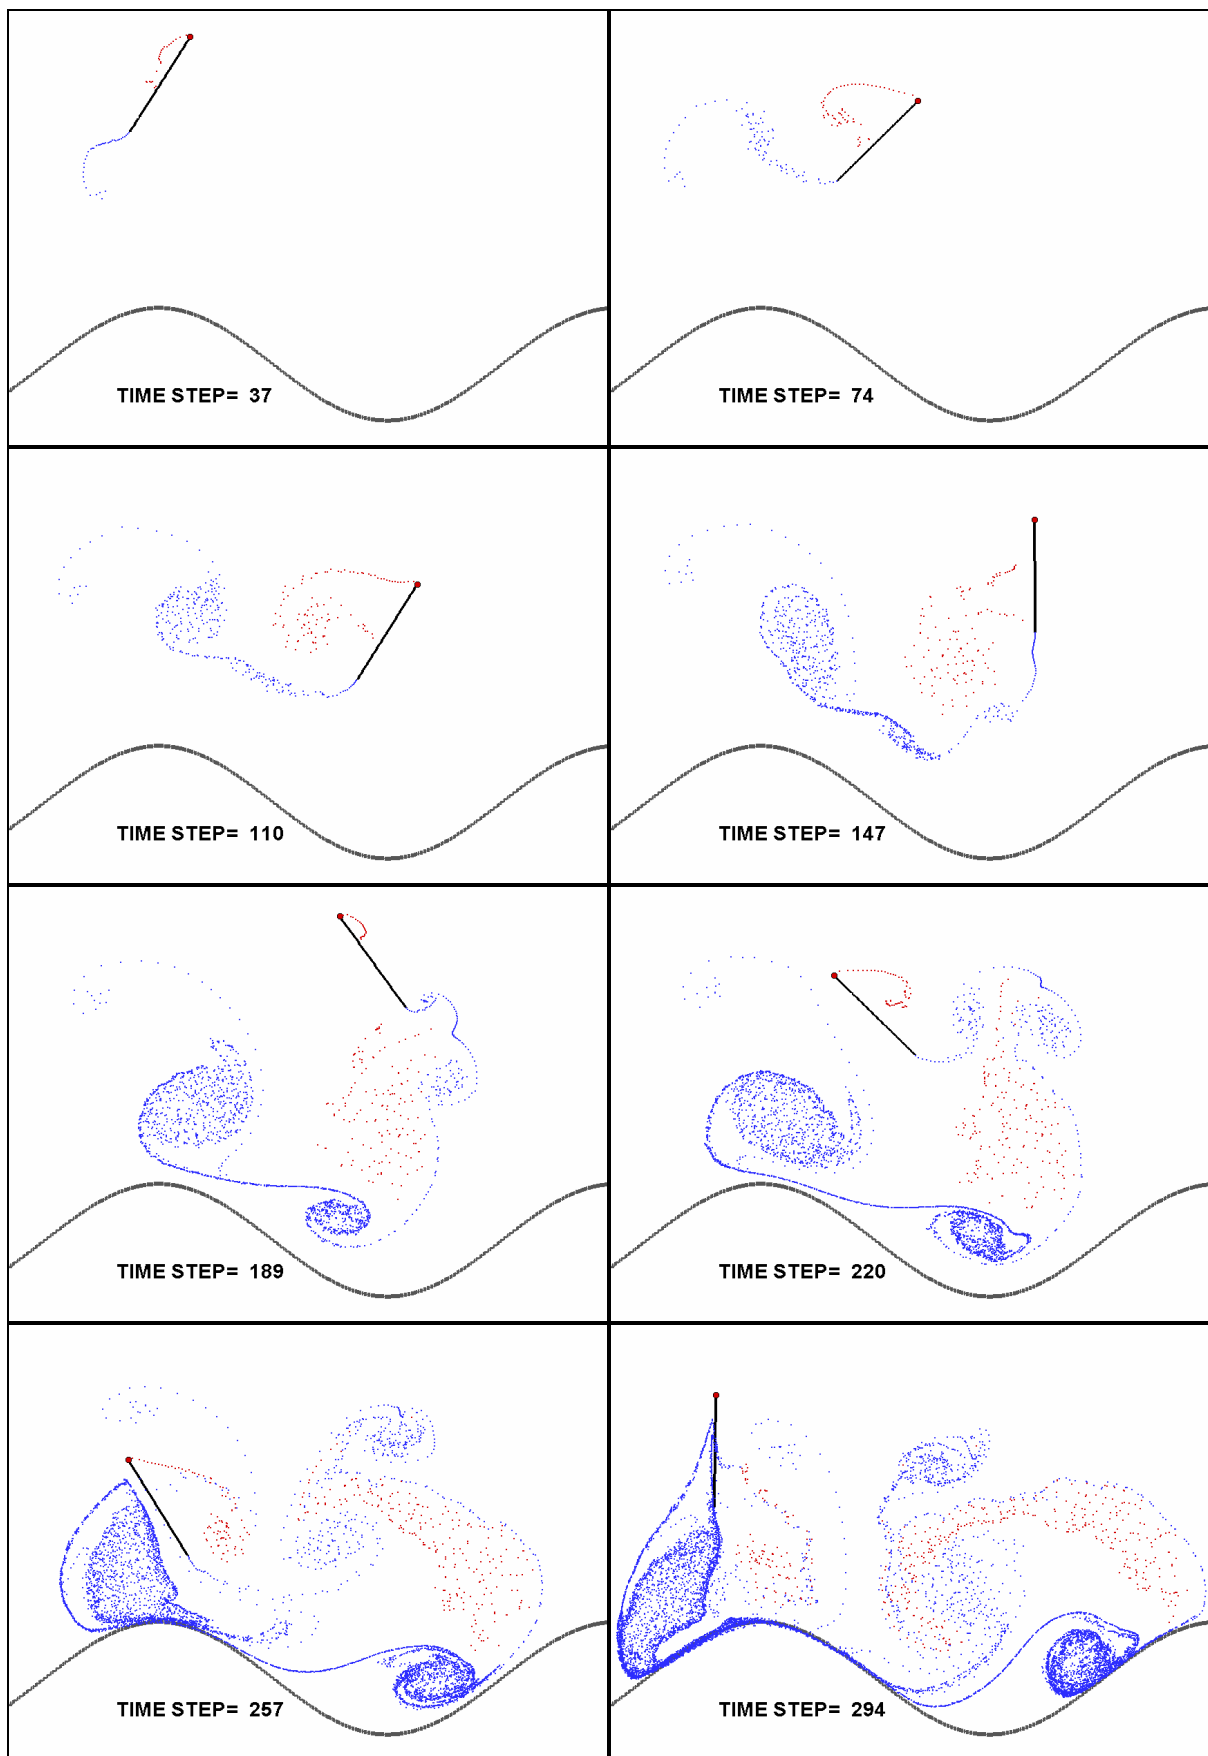 TIME STEP= 37
TIME STEP= 74
TIME STEP= 110
TIME STEP= 147
TIME STEP= 189
TIME STEP= 220
TIME STEP= 257
TIME STEP= 294